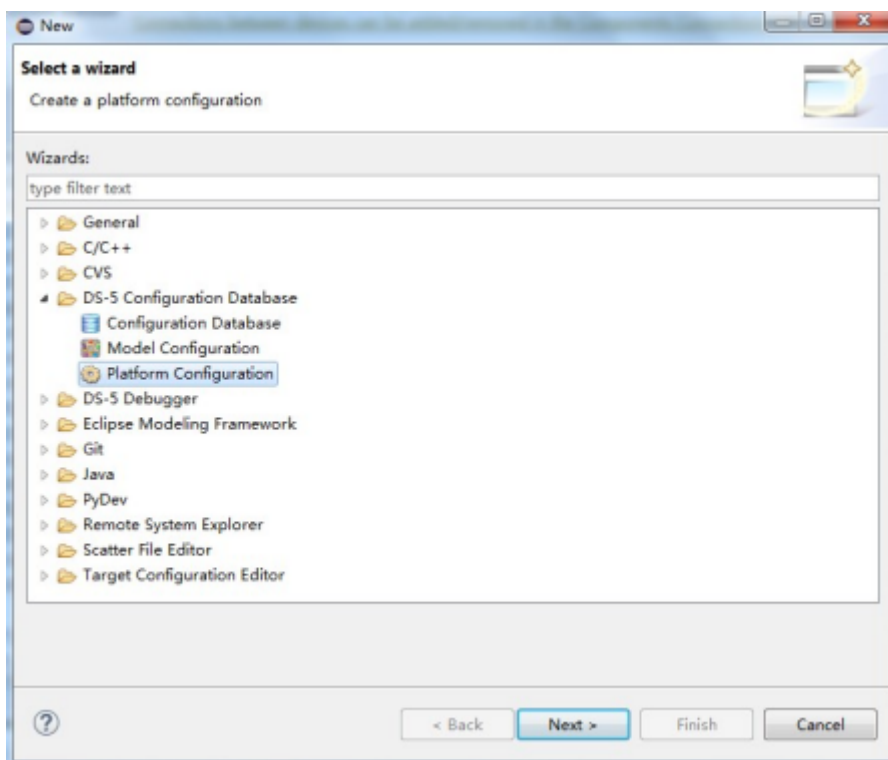 New
Select a wizard
Create a platform configuration
Wizards:
type filter text
General
C/C++
CVS
DS-5 Configuration Database
Configuration Database
Model Configuration
Platform Configuration
DS-5 Debugger
Eclipse Modeling Framework
Git
Java
PyDev
Remote System Explorer
Scatter File Editor
Target Configuration Editor
< Back Next > Finish Cancel